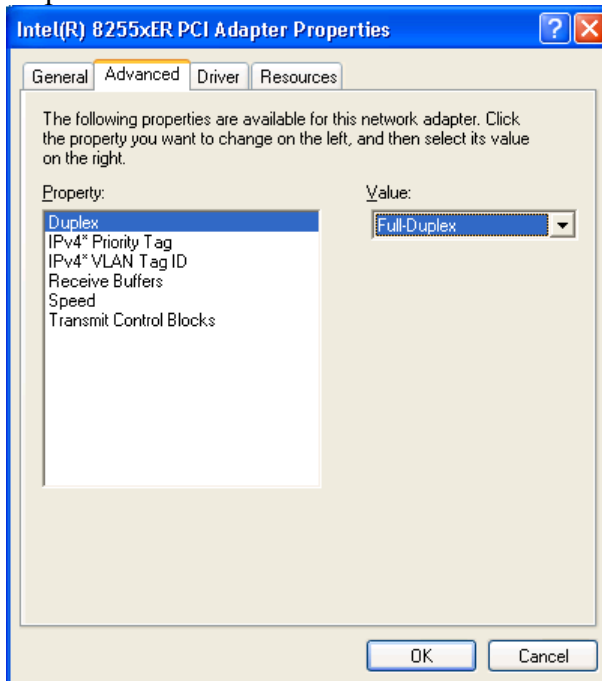 Intel(R) 8255xER PCI Adapter Properties
General Advanced Driver Resources
The following properties are available for this network adapter. Click
the property you want to change on the left, and then select its value
on the right.
Property: Value:
Duplex Full-Duplex
IPv4* Priority Tag
IPv4* VLAN Tag ID
Receive Buffers
Speed
Transmit Control Blocks
OK Cancel